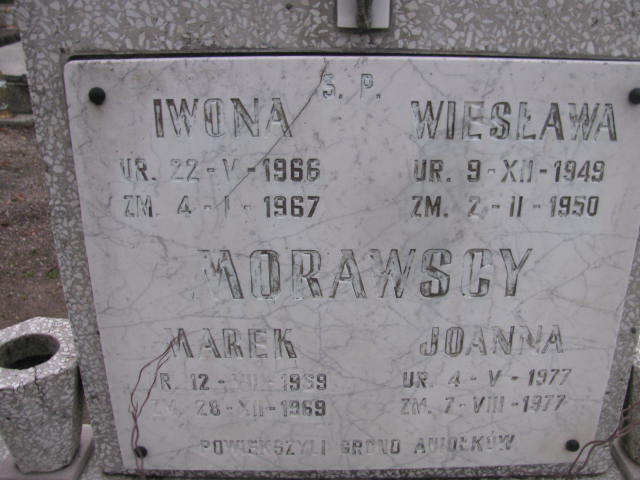 Ś. P.
IWONA WIESŁAWA
UR. 22-V-1966 UR. 9-XII-1949
ZM. 4-I-1967 ZM. 2-II-1950
MORAWSCY
MAREK JOANNA
UR. 4-V-1977
28-XII-1969 ZM. 7-VIII-1977
POWIĘKSZYLI GRONO ANIOŁKÓW